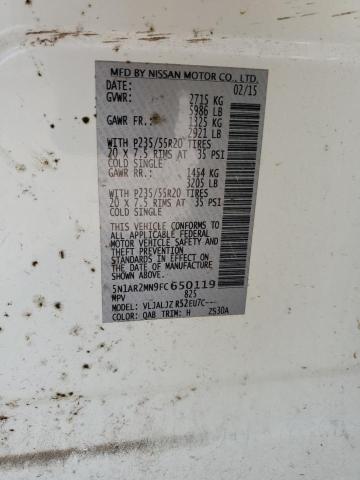 MFD BY NISSAN MOTOR CO., LTD.
DATE: 02/15
GVWR: 2715 KG
5986 LB
GAWR FR: 1325 KG
2921 LB
WITH P235/55R20 TIRES
20 X 7.5 RIMS AT 35 PSI
COLD SINGLE
GAWR RR: 1454 KG
3205 LB
WITH P235/55R20 TIRES
20 X 7.5 RIMS AT 35 PSI
COLD SINGLE
THIS VEHICLE CONFORMS TO ALL
APPLICABLE U.S. FEDERAL MOTOR
VEHICLE SAFETY, BUMPER, AND
THEFT PREVENTION
STANDARDS IN EFFECT ON THE
DATE OF MANUFACTURE
SHOWN ABOVE.
5N1AR2MN9FC650119
MPV 825
MODEL: VLJALJZ R52EU7C---
COLOR: QAB TRIM: H ZS30A